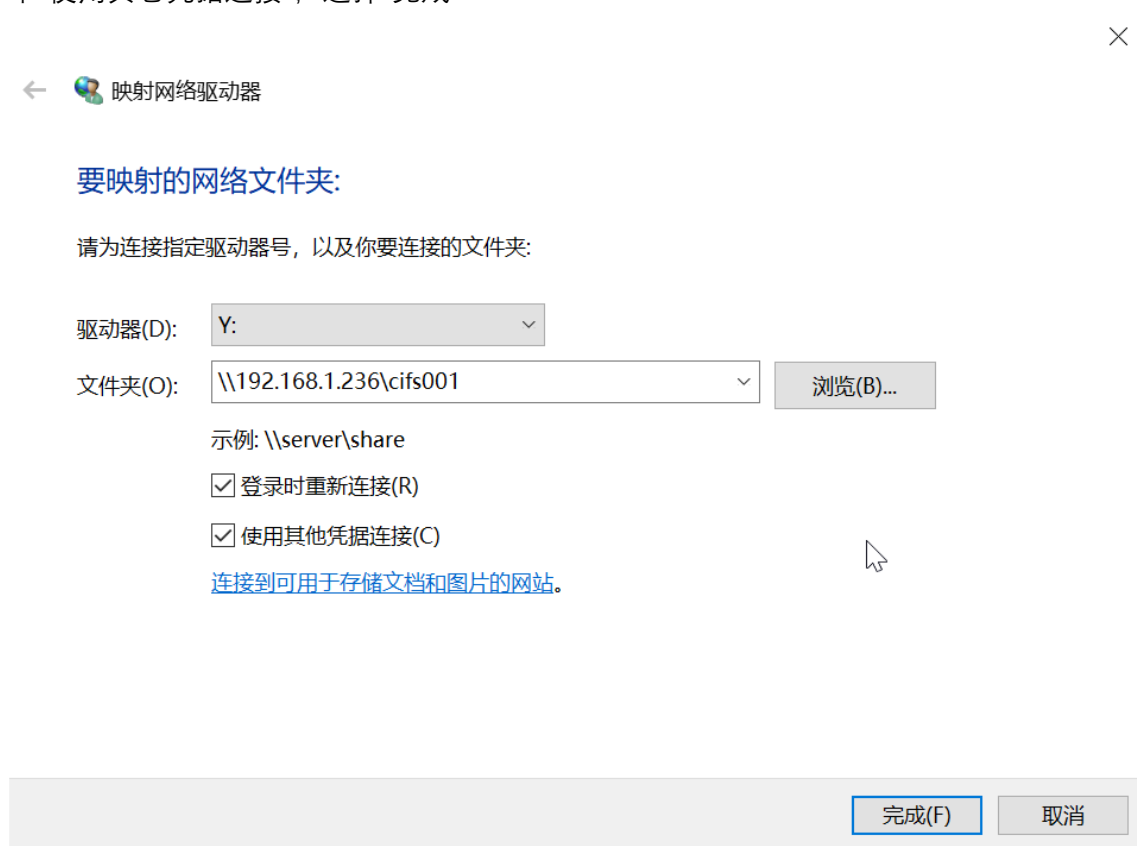 映射网络驱动器
要映射的网络文件夹:
请为连接指定驱动器号，以及你要连接的文件夹:
驱动器(D): Y:
文件夹(O): \\192.168.1.236\cifs001 浏览(B)...
示例: \\server\share
登录时重新连接(R)
使用其他凭据连接(C)
连接到可用于存储文档和图片的网站。
完成(F) 取消